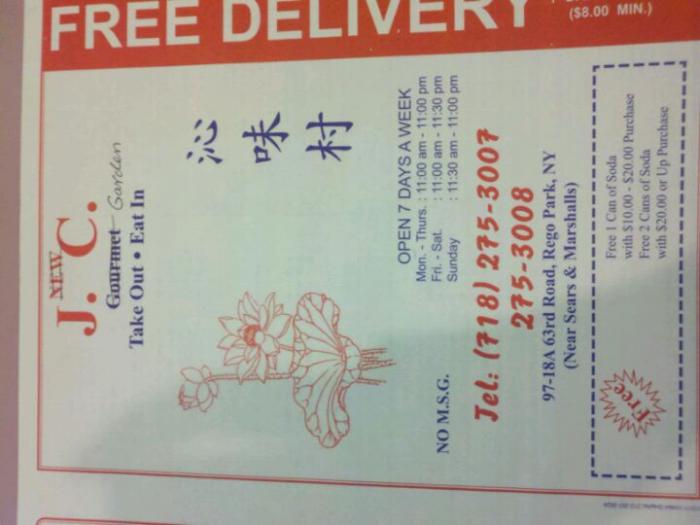 FREE DELIVERY
($8.00 MIN.)
NEW
J. C.
Gourmet Garden
Take Out • Eat In
沁味村
OPEN 7 DAYS A WEEK
Mon. - Thurs. : 11:00 am - 11:00 pm
Fri. - Sat. : 11:00 am - 11:30 pm
Sunday : 11:30 am - 11:00 pm
NO M.S.G.
Tel: (718) 275-3007
275-3008
97-18A 63rd Road, Rego Park, NY
(Near Sears & Marshalls)
Free
Free 1 Can of Soda
with $10.00 - $20.00 Purchase
Free 2 Cans of Soda
with $20.00 or Up Purchase